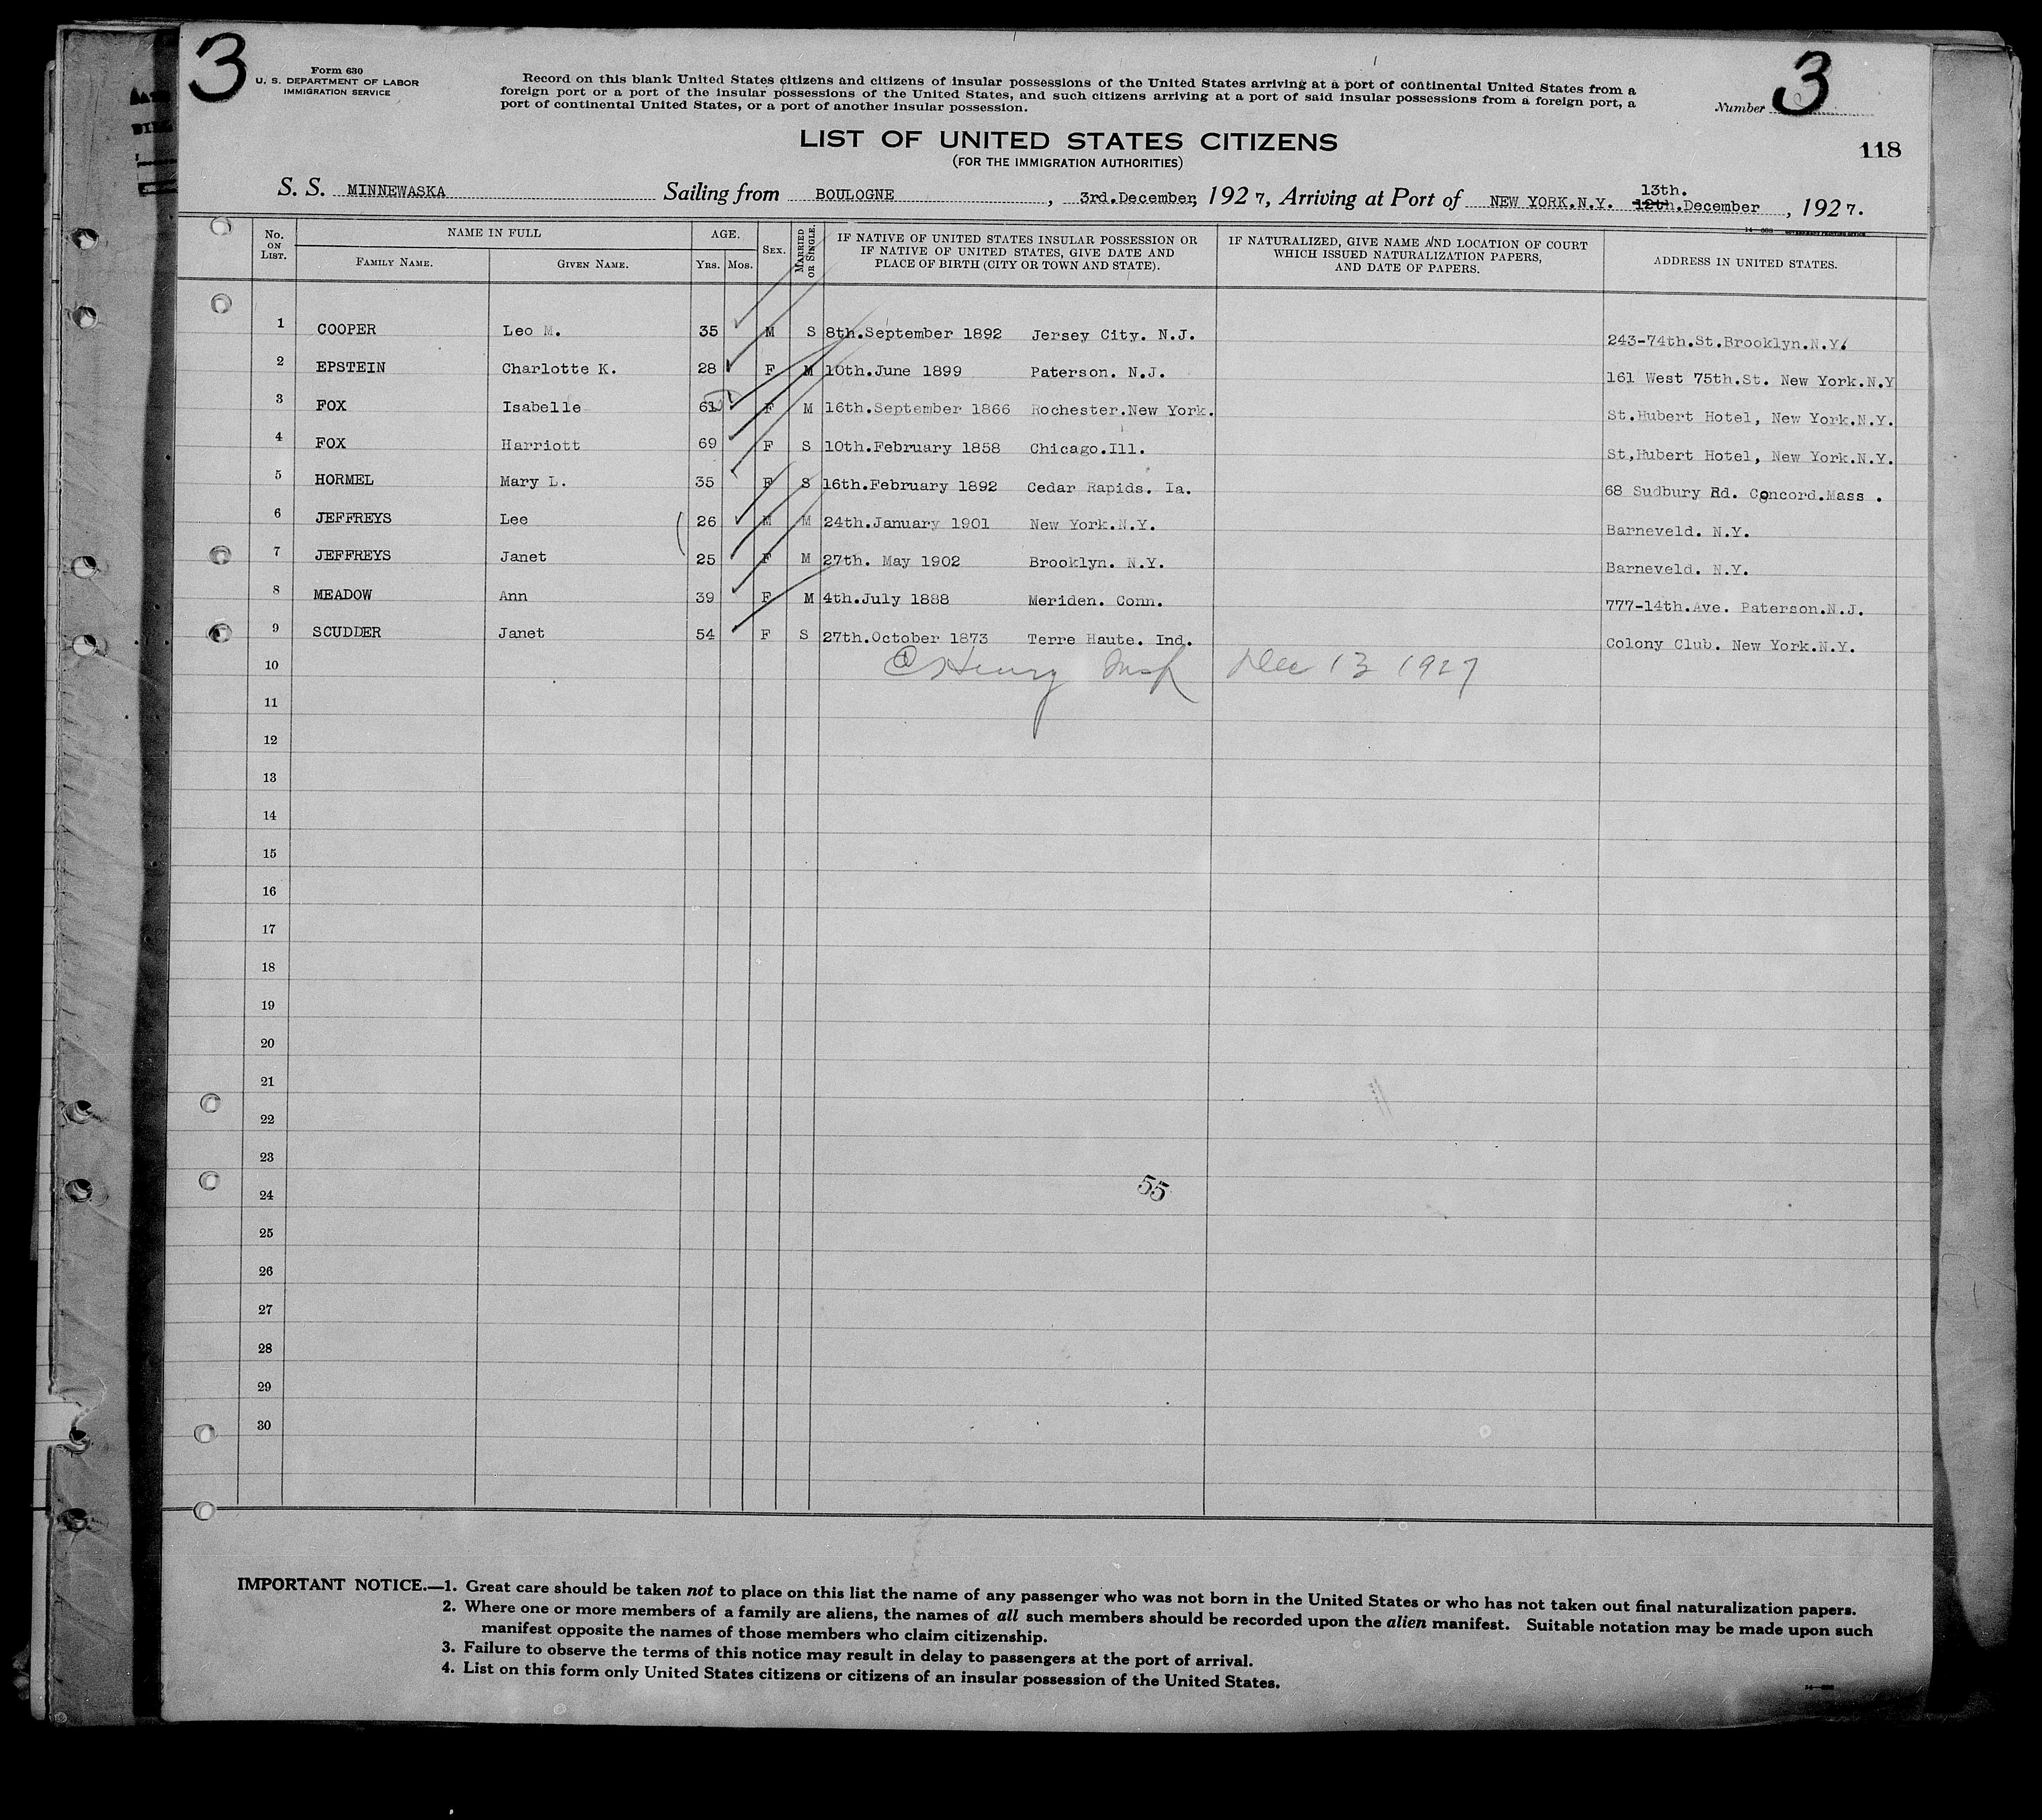 3
Form 630
U. S. DEPARTMENT OF LABOR
IMMIGRATION SERVICE
Record on this blank United States citizens and citizens of insular possessions of the United States arriving at a port of continental United States from a
foreign port or a port of the insular possessions of the United States, and such citizens arriving at a port of said insular possessions from a foreign port, a
port of continental United States, or a port of another insular possession.
Number 3
118
LIST OF UNITED STATES CITIZENS
(FOR THE IMMIGRATION AUTHORITIES)
13th.
S. S. MINNEWASKA Sailing from BOULOGNE, 3rd.December, 1927, Arriving at Port of NEW YORK.N.Y. 12th.December, 1927.
No. ON LIST. NAME IN FULL FAMILY NAME. GIVEN NAME. AGE. YRS. MOS. SEX. MARRIED OR SINGLE. IF NATIVE OF UNITED STATES INSULAR POSSESSION OR IF NATIVE OF UNITED STATES, GIVE DATE AND PLACE OF BIRTH (CITY OR TOWN AND STATE). IF NATURALIZED, GIVE NAME AND LOCATION OF COURT WHICH ISSUED NATURALIZATION PAPERS, AND DATE OF PAPERS. ADDRESS IN UNITED STATES.
1 COOPER Leo M. 35 M S 8th.September 1892 Jersey City. N.J. 243-74th.St.Brooklyn.N.Y.
2 EPSTEIN Charlotte K. 28 F M 10th.June 1899 Paterson. N.J. 161 West 75th.St. New York.N.Y
3 FOX Isabelle 61 F M 16th.September 1866 Rochester.New York. St.Hubert Hotel, New York.N.Y.
4 FOX Harriott 69 F S 10th.February 1858 Chicago.Ill. St,Hubert Hotel, New York.N.Y.
5 HORMEL Mary L. 35 F S 16th.February 1892 Cedar Rapids. Ia. 68 Sudbury Rd. Concord.Mass .
6 JEFFREYS Lee 26 M M 24th.January 1901 New York.N.Y. Barneveld. N.Y.
7 JEFFREYS Janet 25 F M 27th. May 1902 Brooklyn. N.Y. Barneveld. N.Y.
8 MEADOW Ann 39 F M 4th.July 1888 Meriden. Conn. 777-14th.Ave. Paterson.N.J.
9 SCUDDER Janet 54 F S 27th.October 1873 Terre Haute. Ind. Colony Club. New York.N.Y.
10 Henry Insp Dec 13 1927
11
12
13
14
15
16
17
18
19
20
21
22
23
24
55
25
26
27
28
29
30
IMPORTANT NOTICE.—1. Great care should be taken not to place on this list the name of any passenger who was not born in the United States or who has not taken out final naturalization papers.
2. Where one or more members of a family are aliens, the names of all such members should be recorded upon the alien manifest. Suitable notation may be made upon such
manifest opposite the names of those members who claim citizenship.
3. Failure to observe the terms of this notice may result in delay to passengers at the port of arrival.
4. List on this form only United States citizens or citizens of an insular possession of the United States.